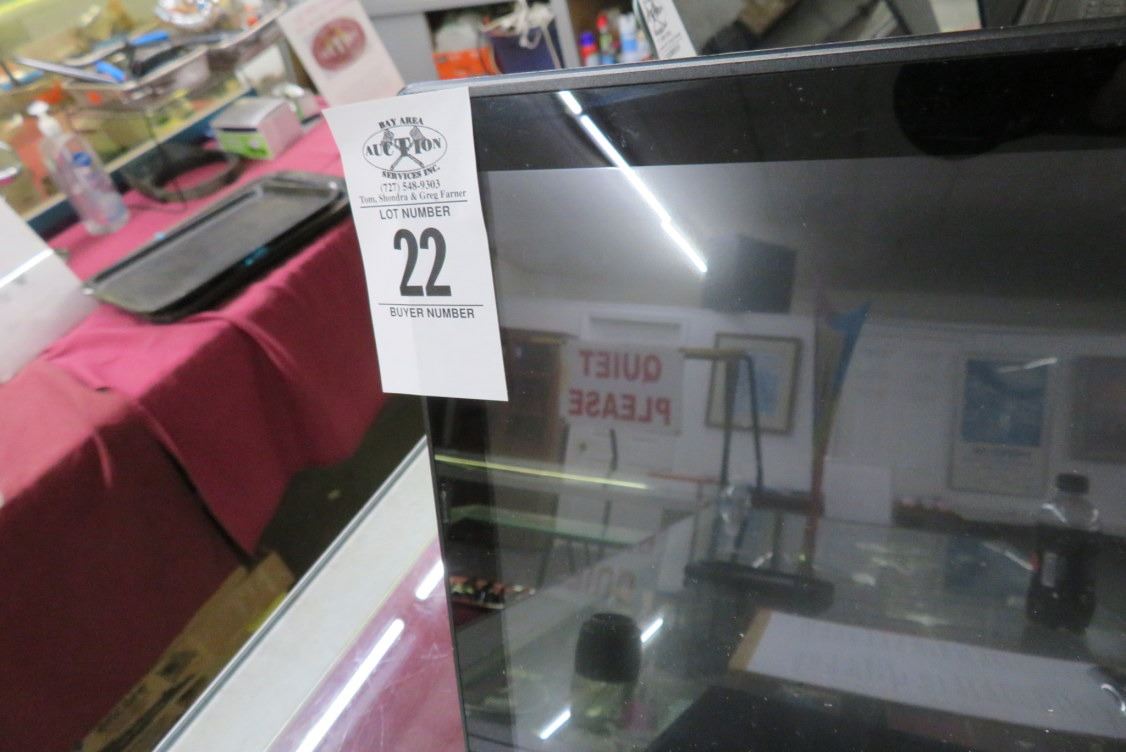 BAY AREA
AUCTION
SERVICES INC.
(727) 548-9303
Tom, Shondra & Greg Farner
LOT NUMBER
22
BUYER NUMBER
QUIET
PLEASE